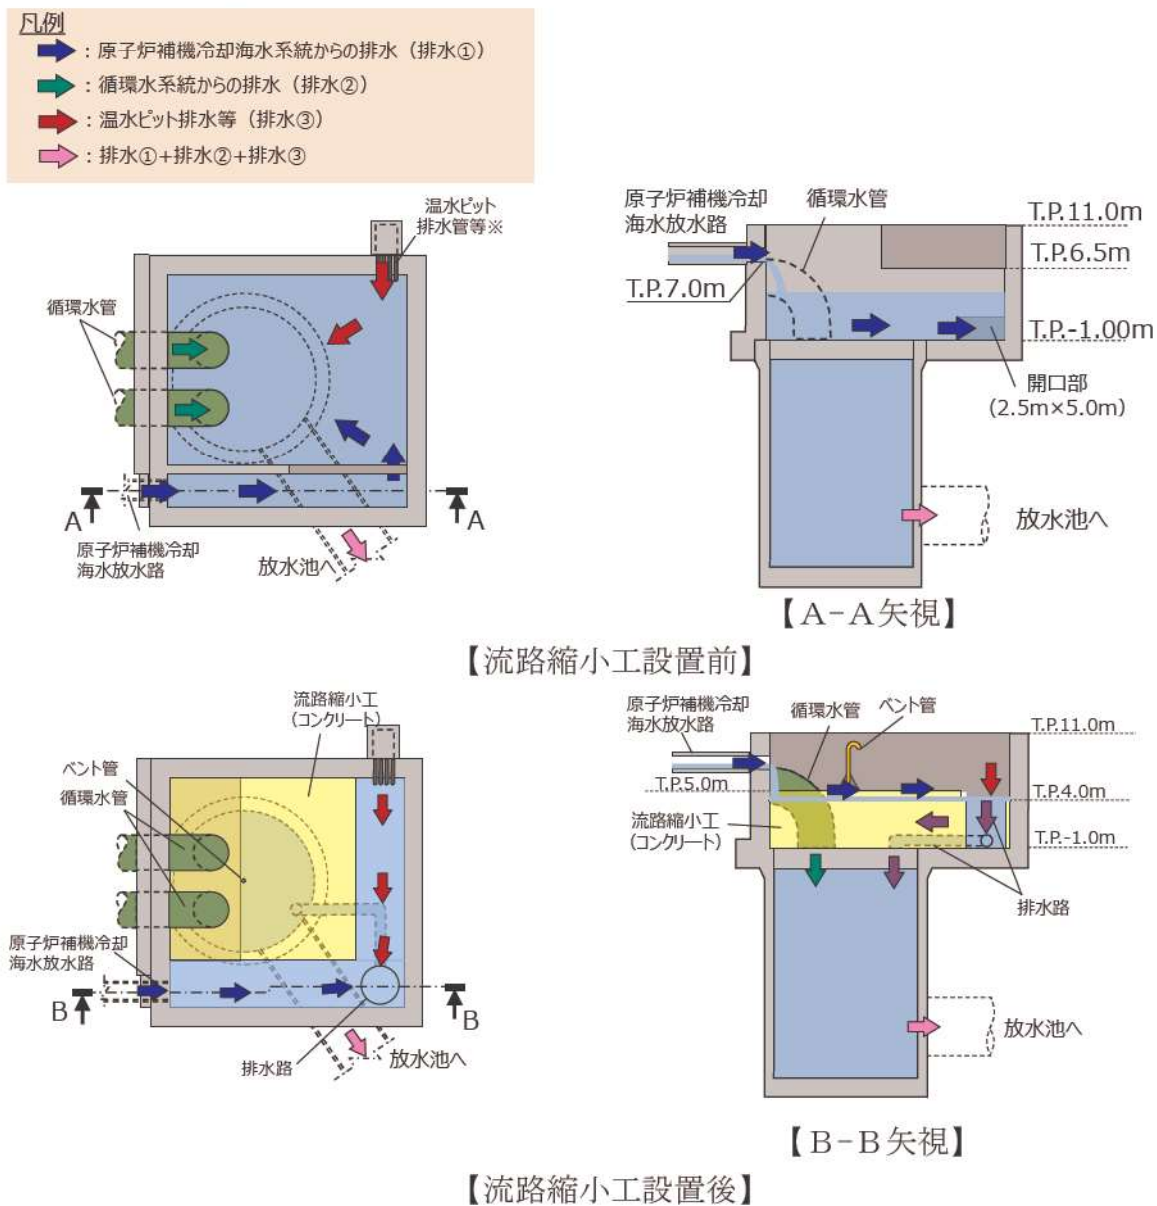 凡例
：原子炉補機冷却海水系統からの排水（排水①）
：循環水系統からの排水（排水②）
：温水ピット排水等（排水③）
：排水①+排水②+排水③
温水ピット
排水管等※
循環水管
A
A
原子炉補機冷却
海水放水路
放水池へ
原子炉補機冷却
海水放水路
循環水管
T.P.11.0m
T.P.6.5m
T.P.7.0m
T.P.-1.00m
開口部
（2.5m×5.0m）
放水池へ
【A-A矢視】
【流路縮小工設置前】
流路縮小工
（コンクリート）
ベント管
循環水管
原子炉補機冷却
海水放水路
B
B
排水路
放水池へ
原子炉補機冷却
海水放水路
循環水管
ベント管
T.P.11.0m
T.P.5.0m
T.P.4.0m
流路縮小工
（コンクリート）
T.P.-1.0m
排水路
放水池へ
【B-B矢視】
【流路縮小工設置後】